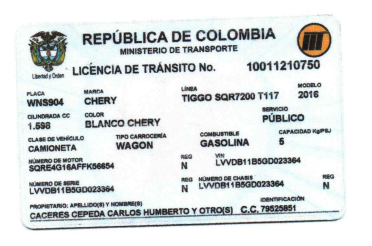 REPÚBLICA DE COLOMBIA
MINISTERIO DE TRANSPORTE
Libertad y Orden
LICENCIA DE TRÁNSITO No. 10011210750
PLACA MARCA LÍNEA MODELO
WNS904 CHERY TIGGO SQR7200 T117 2016
CILINDRADA CC COLOR SERVICIO
1.598 BLANCO CHERY PÚBLICO
CLASE DE VEHÍCULO TIPO CARROCERÍA COMBUSTIBLE CAPACIDAD Kg/PSJ
CAMIONETA WAGON GASOLINA 5
NÚMERO DE MOTOR REG VIN
SQRE4G16AFFK56654 N LVVDB11B5GD023364
NÚMERO DE SERIE REG NÚMERO DE CHASIS REG
LVVDB11B5GD023364 N LVVDB11B5GD023364 N
PROPIETARIO: APELLIDO(S) Y NOMBRE(S) IDENTIFICACIÓN
CACERES CEPEDA CARLOS HUMBERTO Y OTRO(S) C.C. 79525851